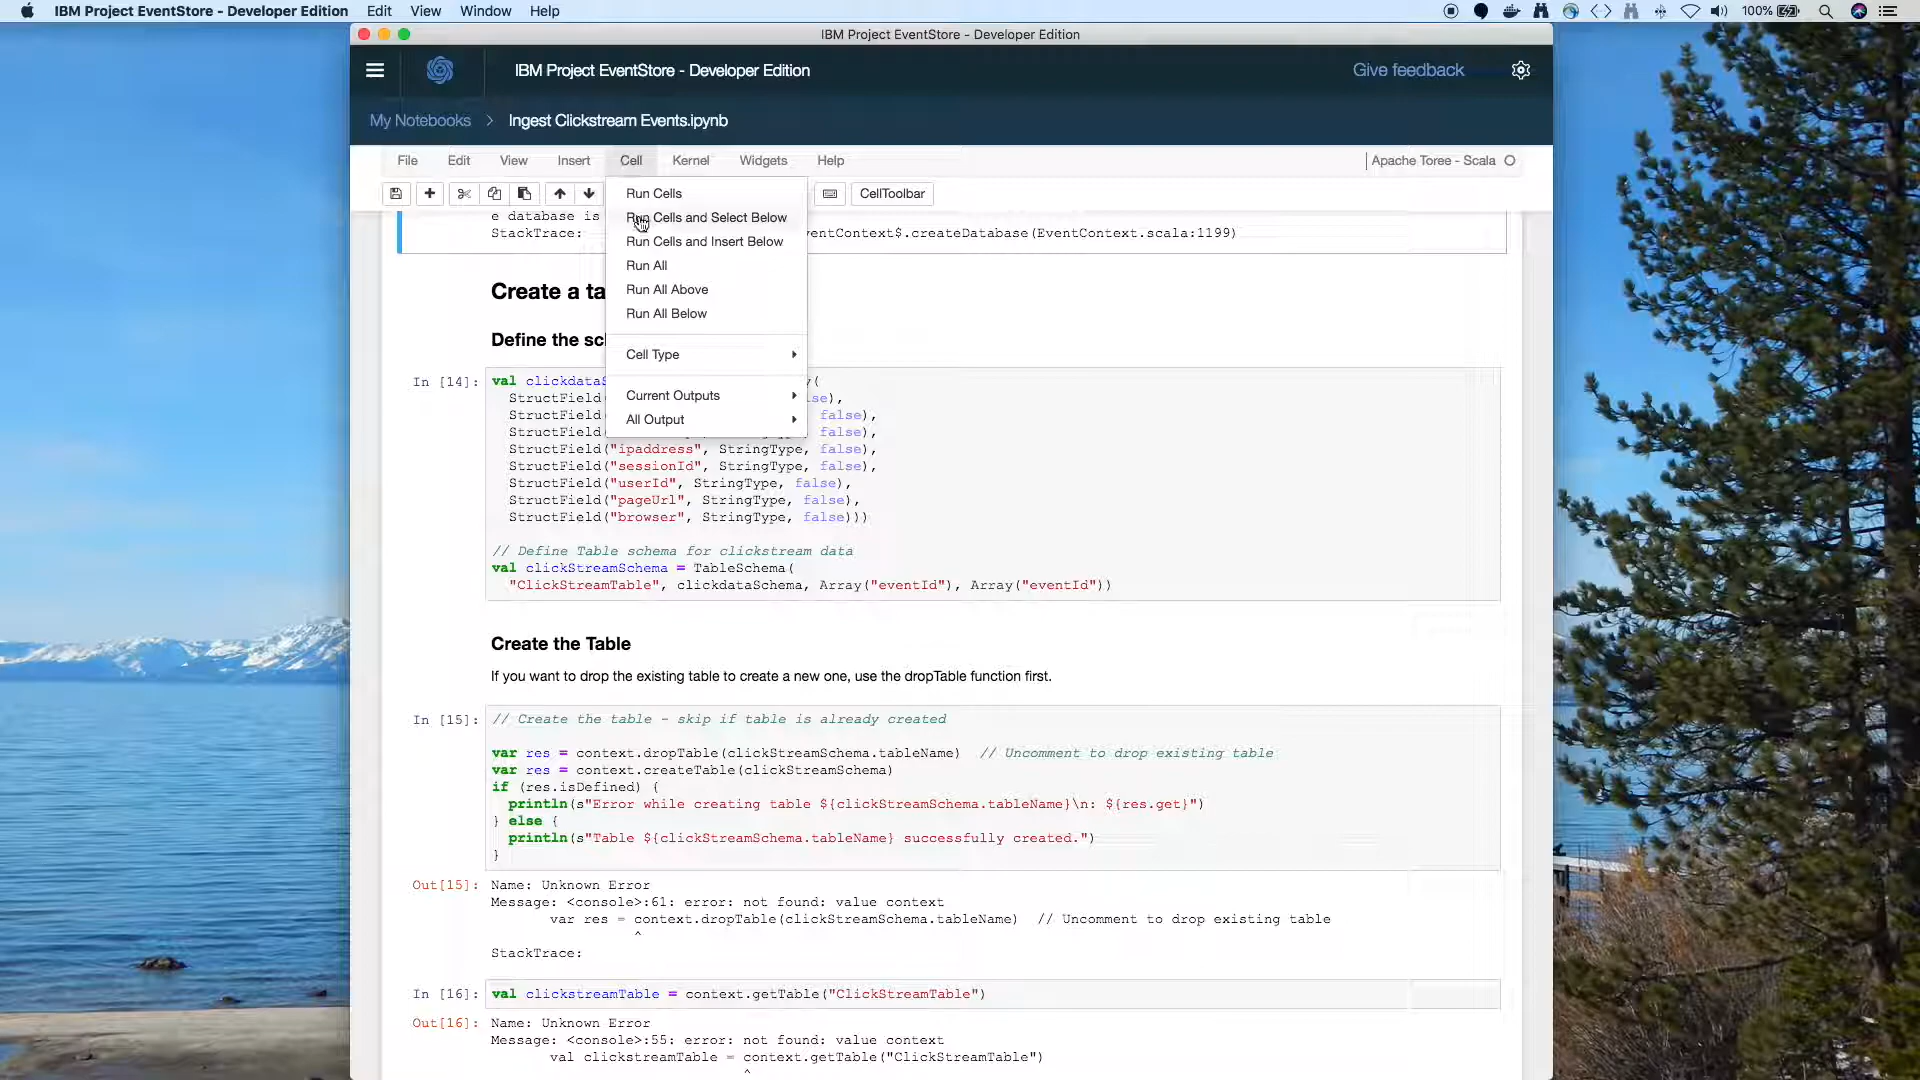 IBM Project EventStore - Developer Edition Edit View Window Help 100%
IBM Project EventStore - Developer Edition
IBM Project EventStore - Developer Edition Give feedback
My Notebooks > Ingest Clickstream Events.ipynb
File Edit View Insert Cell Kernel Widgets Help Apache Toree - Scala
CellToolbar
Run Cells
Run Cells and Select Below
Run Cells and Insert Below
Run All
Run All Above
Run All Below
Cell Type
Current Outputs
All Output
e database is
StackTrace: ventContext$.createDatabase(EventContext.scala:1199)
Create a ta
Define the sc
In [14]: val clickdataS y(
StructField( lse),
StructField( false),
StructField( false),
StructField("ipaddress", StringType, false),
StructField("sessionId", StringType, false),
StructField("userId", StringType, false),
StructField("pageUrl", StringType, false),
StructField("browser", StringType, false)))
// Define Table schema for clickstream data
val clickStreamSchema = TableSchema(
"ClickStreamTable", clickdataSchema, Array("eventId"), Array("eventId"))
Create the Table
If you want to drop the existing table to create a new one, use the dropTable function first.
In [15]: // Create the table - skip if table is already created
var res = context.dropTable(clickStreamSchema.tableName) // Uncomment to drop existing table
var res = context.createTable(clickStreamSchema)
if (res.isDefined) {
println(s"Error while creating table ${clickStreamSchema.tableName}\n: ${res.get}")
} else {
println(s"Table ${clickStreamSchema.tableName} successfully created.")
}
Out[15]: Name: Unknown Error
Message: <console>:61: error: not found: value context
var res = context.dropTable(clickStreamSchema.tableName) // Uncomment to drop existing table
^
StackTrace:
In [16]: val clickstreamTable = context.getTable("ClickStreamTable")
Out[16]: Name: Unknown Error
Message: <console>:55: error: not found: value context
val clickstreamTable = context.getTable("ClickStreamTable")
^